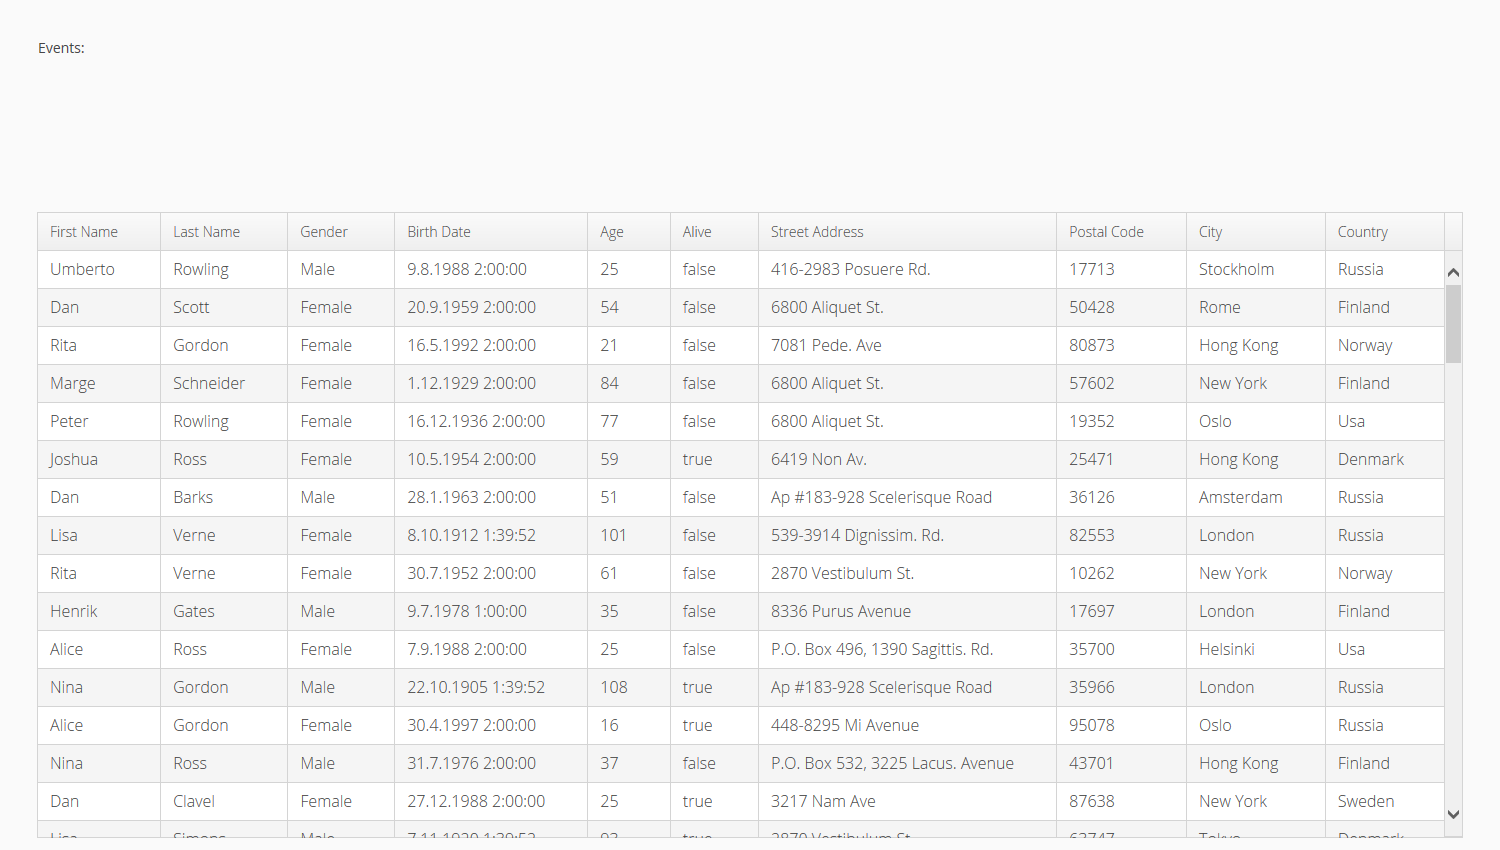 Events:
First Name Last Name Gender Birth Date Age Alive Street Address Postal Code City Country
Umberto Rowling Male 9.8.1988 2:00:00 25 false 416-2983 Posuere Rd. 17713 Stockholm Russia
Dan Scott Female 20.9.1959 2:00:00 54 false 6800 Aliquet St. 50428 Rome Finland
Rita Gordon Female 16.5.1992 2:00:00 21 false 7081 Pede. Ave 80873 Hong Kong Norway
Marge Schneider Female 1.12.1929 2:00:00 84 false 6800 Aliquet St. 57602 New York Finland
Peter Rowling Female 16.12.1936 2:00:00 77 false 6800 Aliquet St. 19352 Oslo Usa
Joshua Ross Female 10.5.1954 2:00:00 59 true 6419 Non Av. 25471 Hong Kong Denmark
Dan Barks Male 28.1.1963 2:00:00 51 false Ap #183-928 Scelerisque Road 36126 Amsterdam Russia
Lisa Verne Female 8.10.1912 1:39:52 101 false 539-3914 Dignissim. Rd. 82553 London Russia
Rita Verne Female 30.7.1952 2:00:00 61 false 2870 Vestibulum St. 10262 New York Norway
Henrik Gates Male 9.7.1978 1:00:00 35 false 8336 Purus Avenue 17697 London Finland
Alice Ross Female 7.9.1988 2:00:00 25 false P.O. Box 496, 1390 Sagittis. Rd. 35700 Helsinki Usa
Nina Gordon Male 22.10.1905 1:39:52 108 true Ap #183-928 Scelerisque Road 35966 London Russia
Alice Gordon Female 30.4.1997 2:00:00 16 true 448-8295 Mi Avenue 95078 Oslo Russia
Nina Ross Male 31.7.1976 2:00:00 37 false P.O. Box 532, 3225 Lacus. Avenue 43701 Hong Kong Finland
Dan Clavel Female 27.12.1988 2:00:00 25 true 3217 Nam Ave 87638 New York Sweden